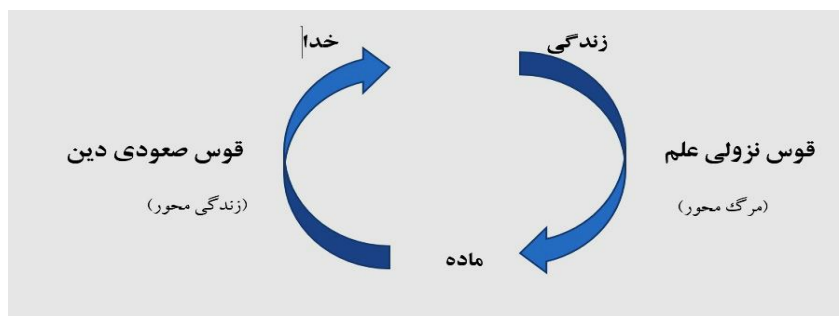 زندگی
خدا
قوس نزولی علم
(مرگ محور)
قوس صعودی دین
(زندگی محور)
ماده